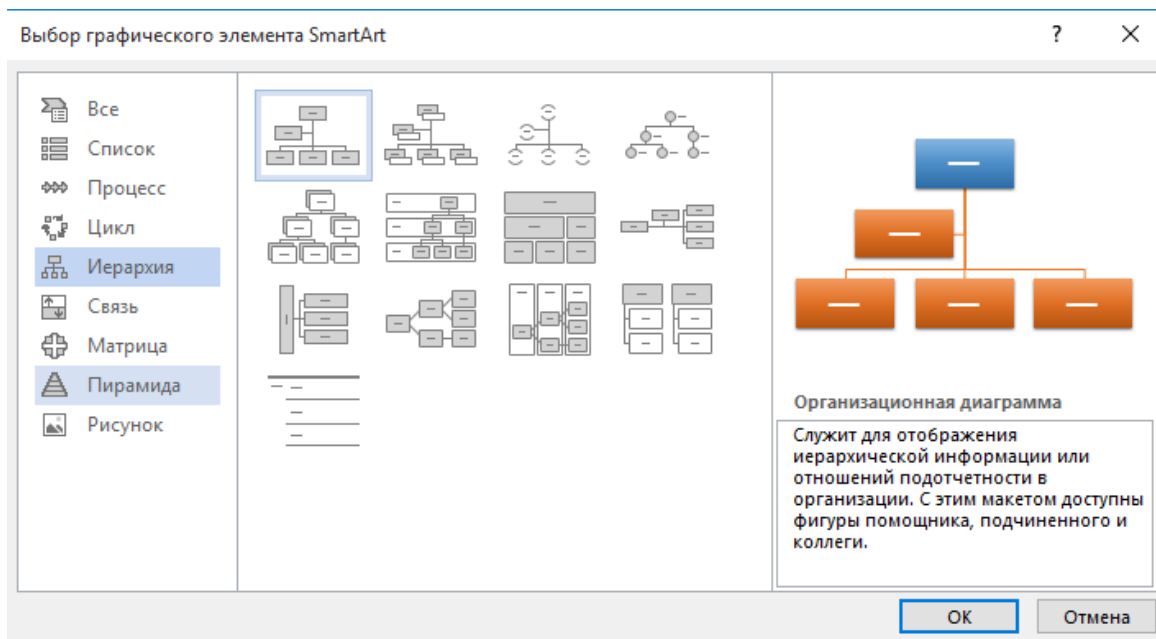 Выбор графического элемента SmartArt
?
Все
Список
Процесс
Цикл
Иерархия
Связь
Матрица
Пирамида
Рисунок
Организационная диаграмма
Служит для отображения
иерархической информации или
отношений подотчетности в
организации. С этим макетом доступны
фигуры помощника, подчиненного и
коллеги.
ОК
Отмена